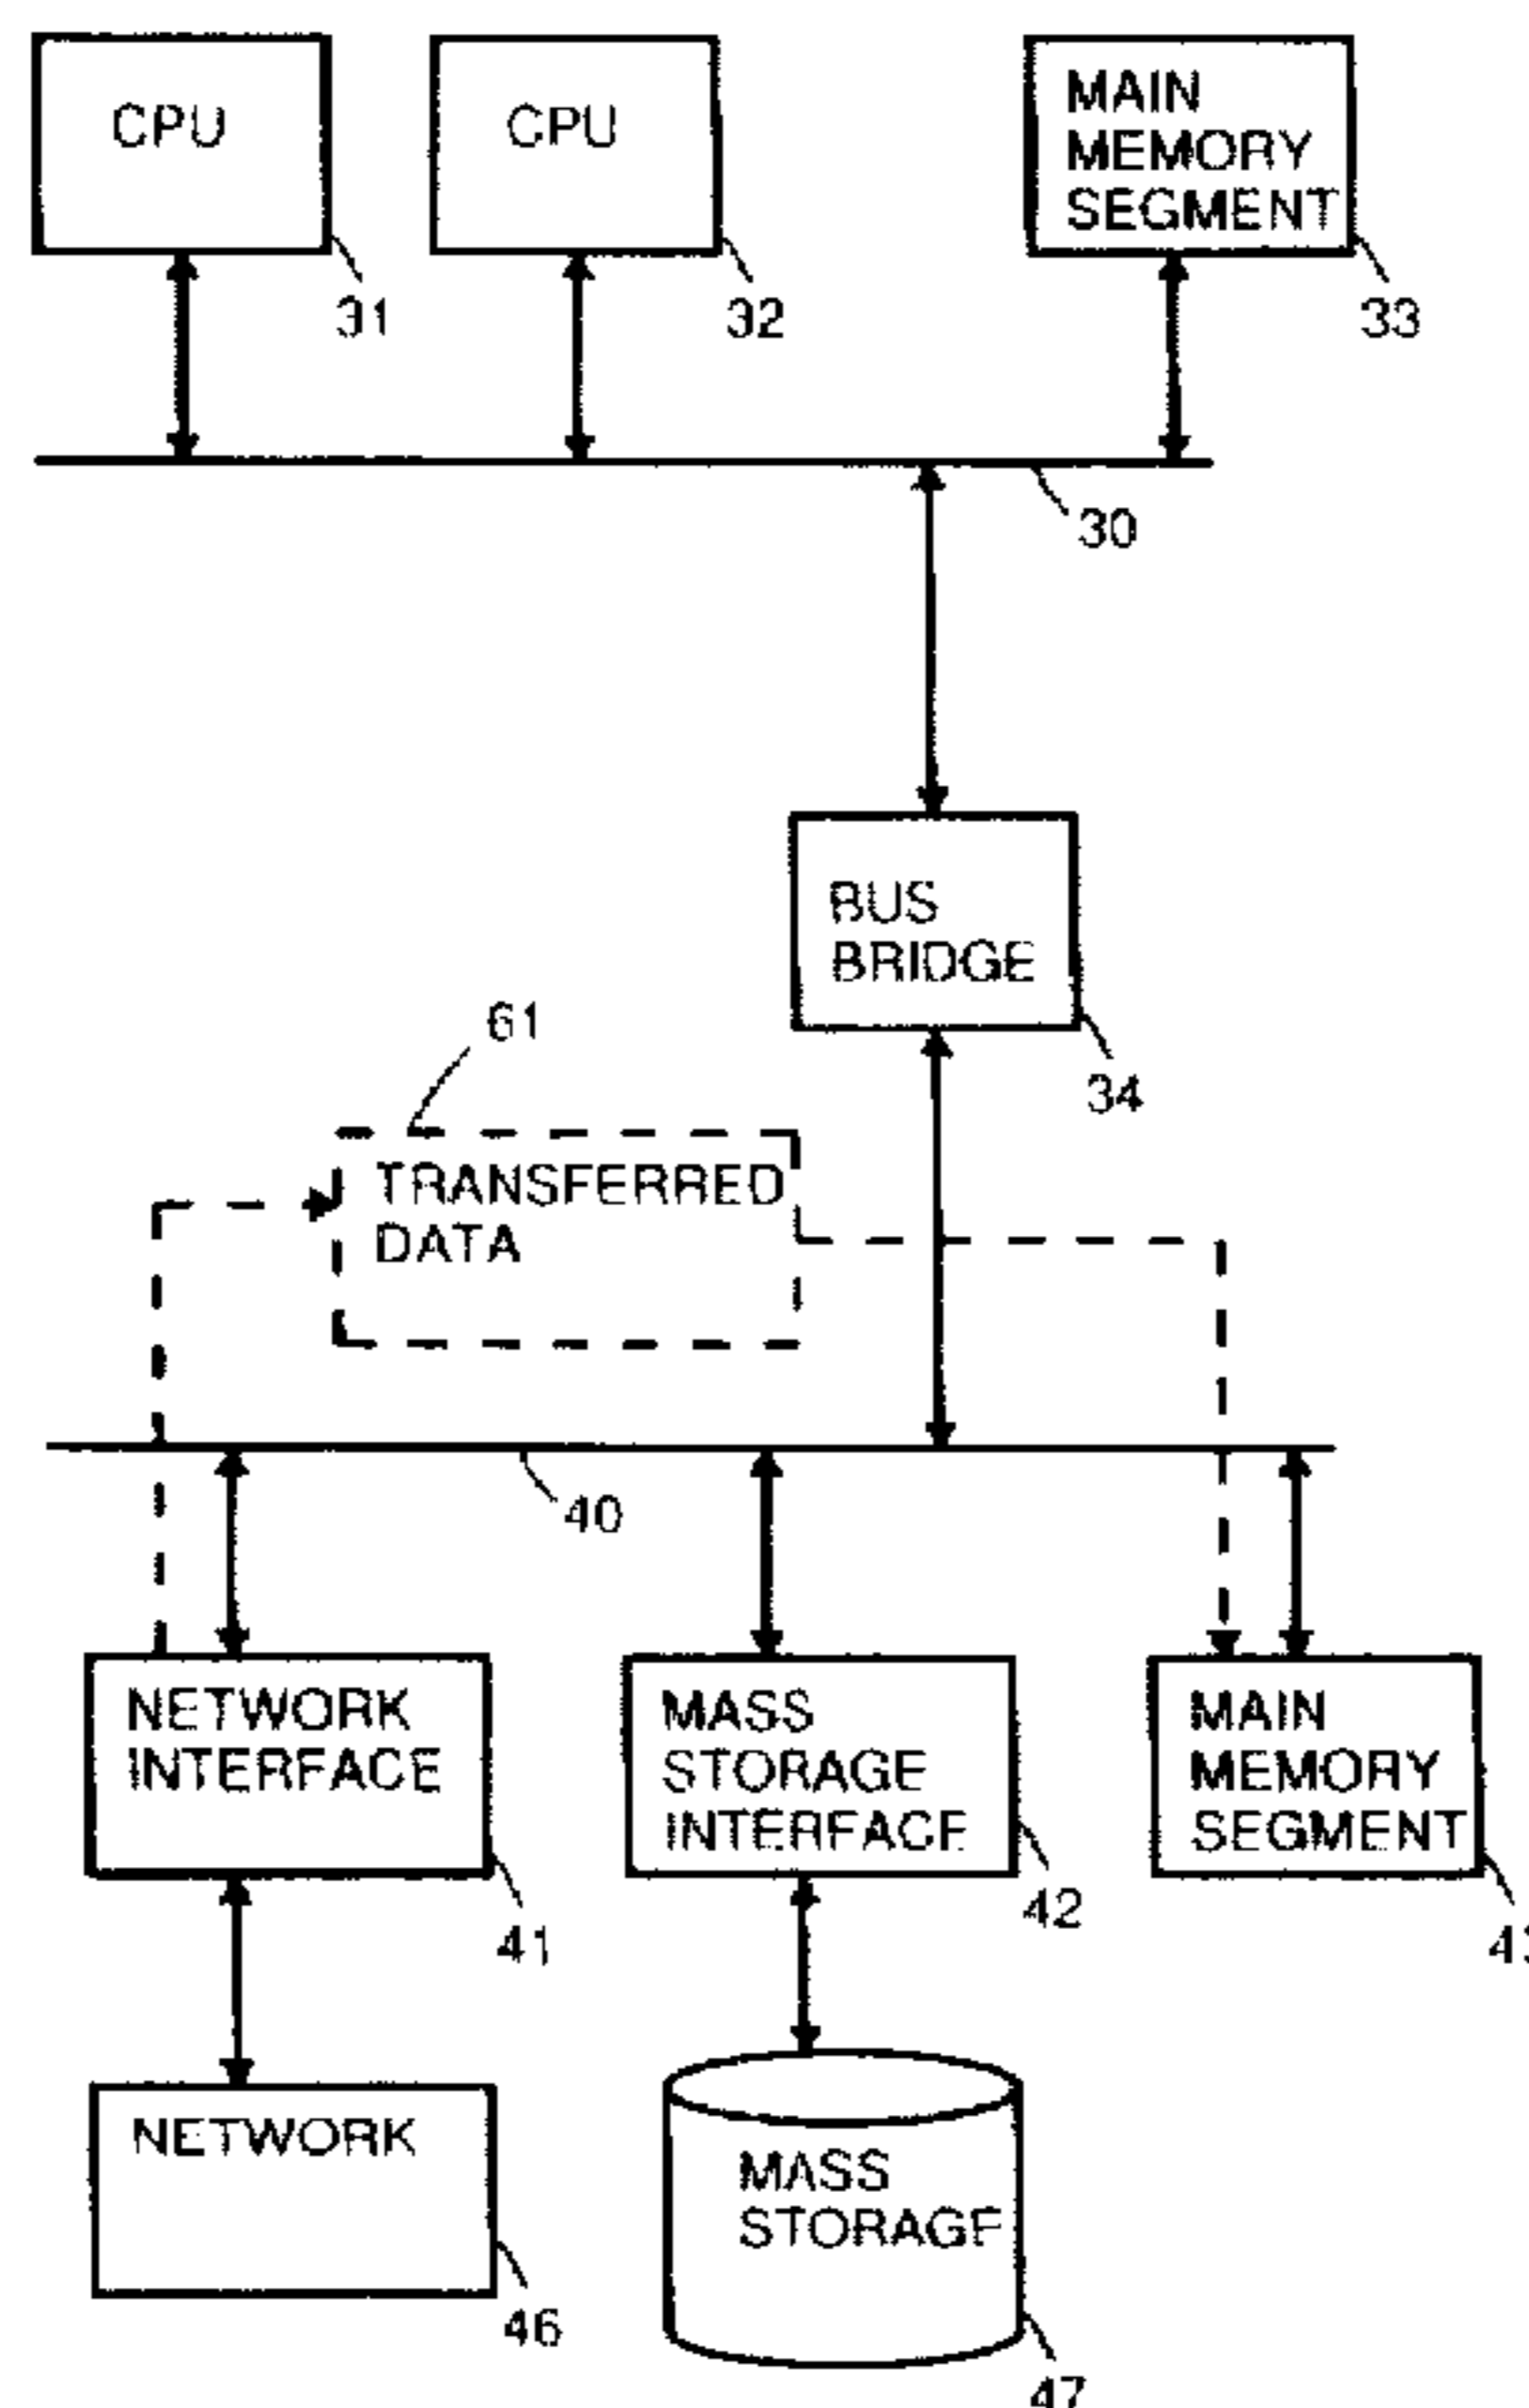 CPU
CPU
MAIN
MEMORY
SEGMENT
31
32
33
30
BUS
BRIDGE
61
34
TRANSFERRED
DATA
40
NETWORK
INTERFACE
MASS
STORAGE
INTERFACE
MAIN
MEMORY
SEGMENT
41
42
43
NETWORK
MASS
STORAGE
46
47